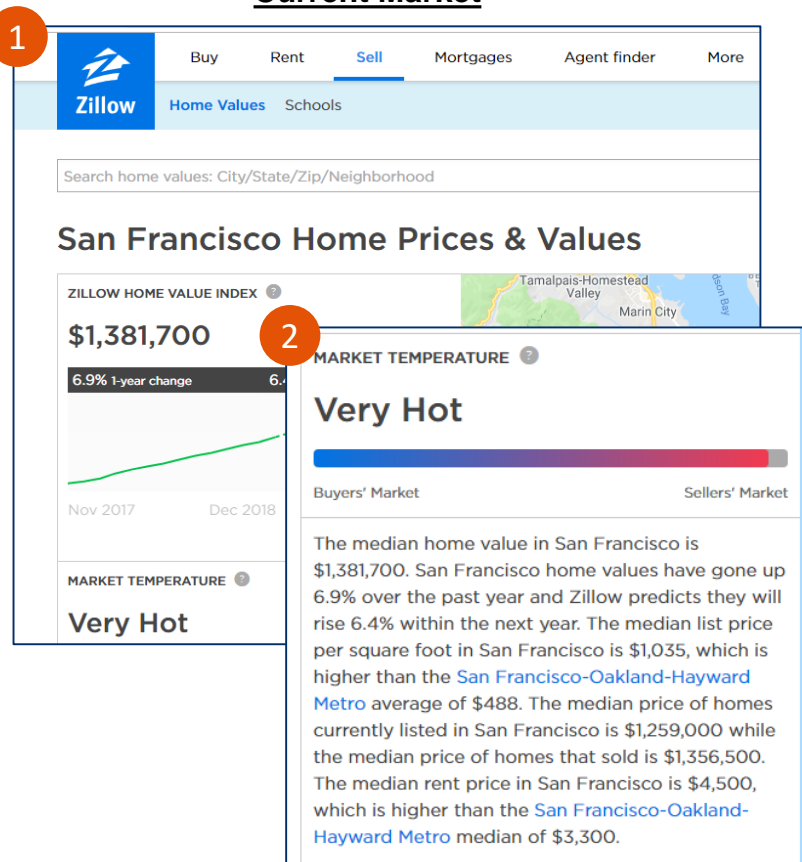 Current Market
1
Buy Rent Sell Mortgages Agent finder More
Zillow
Home Values Schools
Search home values: City/State/Zip/Neighborhood
San Francisco Home Prices & Values
ZILLOW HOME VALUE INDEX ?
$1,381,700
6.9% 1-year change
Nov 2017 Dec 2018
MARKET TEMPERATURE ?
Very Hot
Tamalpais-Homestead
Valley
Marin City
Bay
2
MARKET TEMPERATURE ?
Very Hot
Buyers' Market Sellers' Market
The median home value in San Francisco is
$1,381,700. San Francisco home values have gone up
6.9% over the past year and Zillow predicts they will
rise 6.4% within the next year. The median list price
per square foot in San Francisco is $1,035, which is
higher than the San Francisco-Oakland-Hayward
Metro average of $488. The median price of homes
currently listed in San Francisco is $1,259,000 while
the median price of homes that sold is $1,356,500.
The median rent price in San Francisco is $4,500,
which is higher than the San Francisco-Oakland-
Hayward Metro median of $3,300.